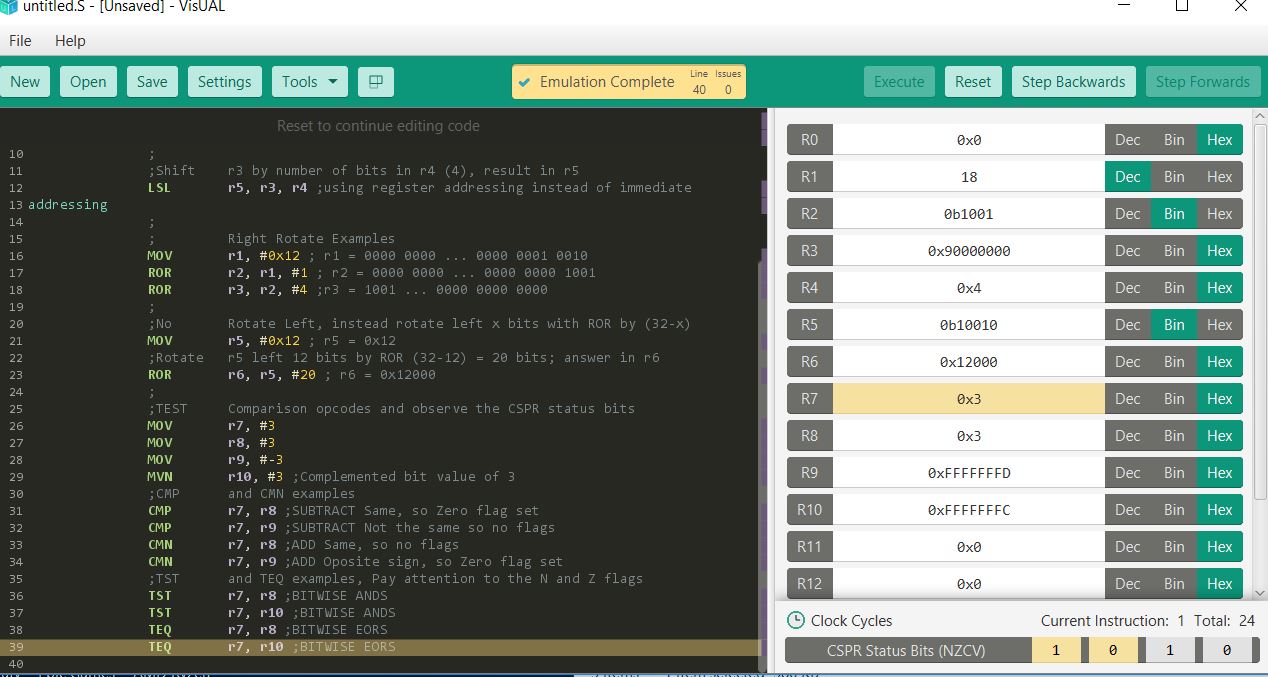 untitled.S - [Unsaved] - VisUAL
File Help
New Open Save Settings Tools Emulation Complete Line Issues 40 0 Execute Reset Step Backwards Step Forwards
Reset to continue editing code
10 ;
11 ;Shift r3 by number of bits in r4 (4), result in r5
12 LSL r5, r3, r4 ;using register addressing instead of immediate
13 addressing
14 ;
15 ; Right Rotate Examples
16 MOV r1, #0x12 ; r1 = 0000 0000 ... 0000 0001 0010
17 ROR r2, r1, #1 ; r2 = 0000 0000 ... 0000 0000 1001
18 ROR r3, r2, #4 ;r3 = 1001 ... 0000 0000 0000
19 ;
20 ;No Rotate Left, instead rotate left x bits with ROR by (32-x)
21 MOV r5, #0x12 ; r5 = 0x12
22 ;Rotate r5 left 12 bits by ROR (32-12) = 20 bits; answer in r6
23 ROR r6, r5, #20 ; r6 = 0x12000
24 ;
25 ;TEST Comparison opcodes and observe the CSPR status bits
26 MOV r7, #3
27 MOV r8, #3
28 MOV r9, #-3
29 MVN r10, #3 ;Complemented bit value of 3
30 ;CMP and CMN examples
31 CMP r7, r8 ;SUBTRACT Same, so Zero flag set
32 CMP r7, r9 ;SUBTRACT Not the same so no flags
33 CMN r7, r8 ;ADD Same, so no flags
34 CMN r7, r9 ;ADD Oposite sign, so Zero flag set
35 ;TST and TEQ examples, Pay attention to the N and Z flags
36 TST r7, r8 ;BITWISE ANDS
37 TST r7, r10 ;BITWISE ANDS
38 TEQ r7, r8 ;BITWISE EORS
39 TEQ r7, r10 ;BITWISE EORS
40
R0 0x0 Dec Bin Hex
R1 18 Dec Bin Hex
R2 0b1001 Dec Bin Hex
R3 0x90000000 Dec Bin Hex
R4 0x4 Dec Bin Hex
R5 0b10010 Dec Bin Hex
R6 0x12000 Dec Bin Hex
R7 0x3 Dec Bin Hex
R8 0x3 Dec Bin Hex
R9 0xFFFFFFFD Dec Bin Hex
R10 0xFFFFFFFC Dec Bin Hex
R11 0x0 Dec Bin Hex
R12 0x0 Dec Bin Hex
Clock Cycles Current Instruction: 1 Total: 24
CSPR Status Bits (NZCV) 1 0 1 0